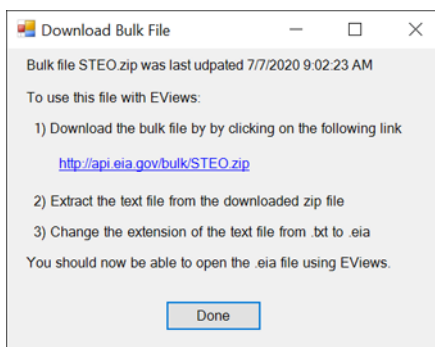 Download Bulk File
Bulk file STEO.zip was last udpated 7/7/2020 9:02:23 AM
To use this file with EViews:
1) Download the bulk file by by clicking on the following link
http://api.eia.gov/bulk/STEO.zip
2) Extract the text file from the downloaded zip file
3) Change the extension of the text file from .txt to .eia
You should now be able to open the .eia file using EViews.
Done